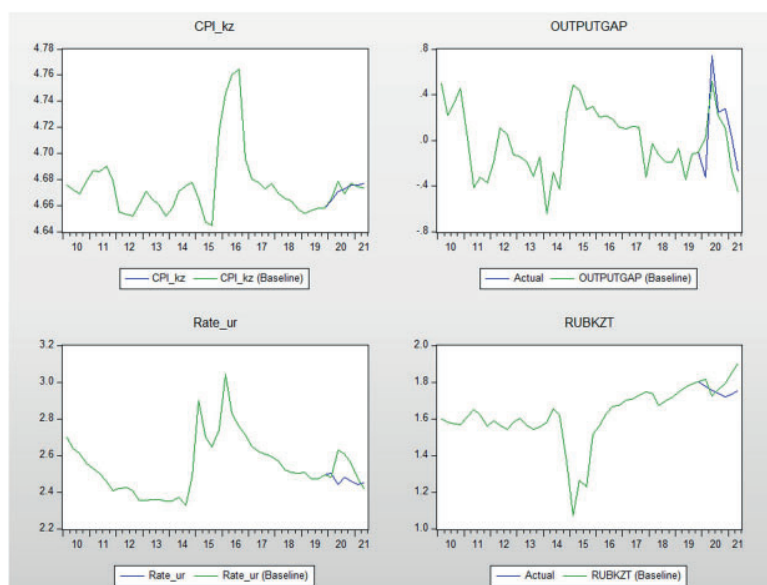 CPI_kz
4.78
4.76
4.74
4.72
4.70
4.68
4.66
4.64
10 11 12 13 14 15 16 17 18 19 20 21
CPI_kz CPI_kz (Baseline)
OUTPUTGAP
.8
.4
.0
-.4
-.8
10 11 12 13 14 15 16 17 18 19 20 21
Actual OUTPUTGAP (Baseline)
Rate_ur
3.2
3.0
2.8
2.6
2.4
2.2
10 11 12 13 14 15 16 17 18 19 20 21
Rate_ur Rate_ur (Baseline)
RUBKZT
2.0
1.8
1.6
1.4
1.2
1.0
10 11 12 13 14 15 16 17 18 19 20 21
Actual RUBKZT (Baseline)